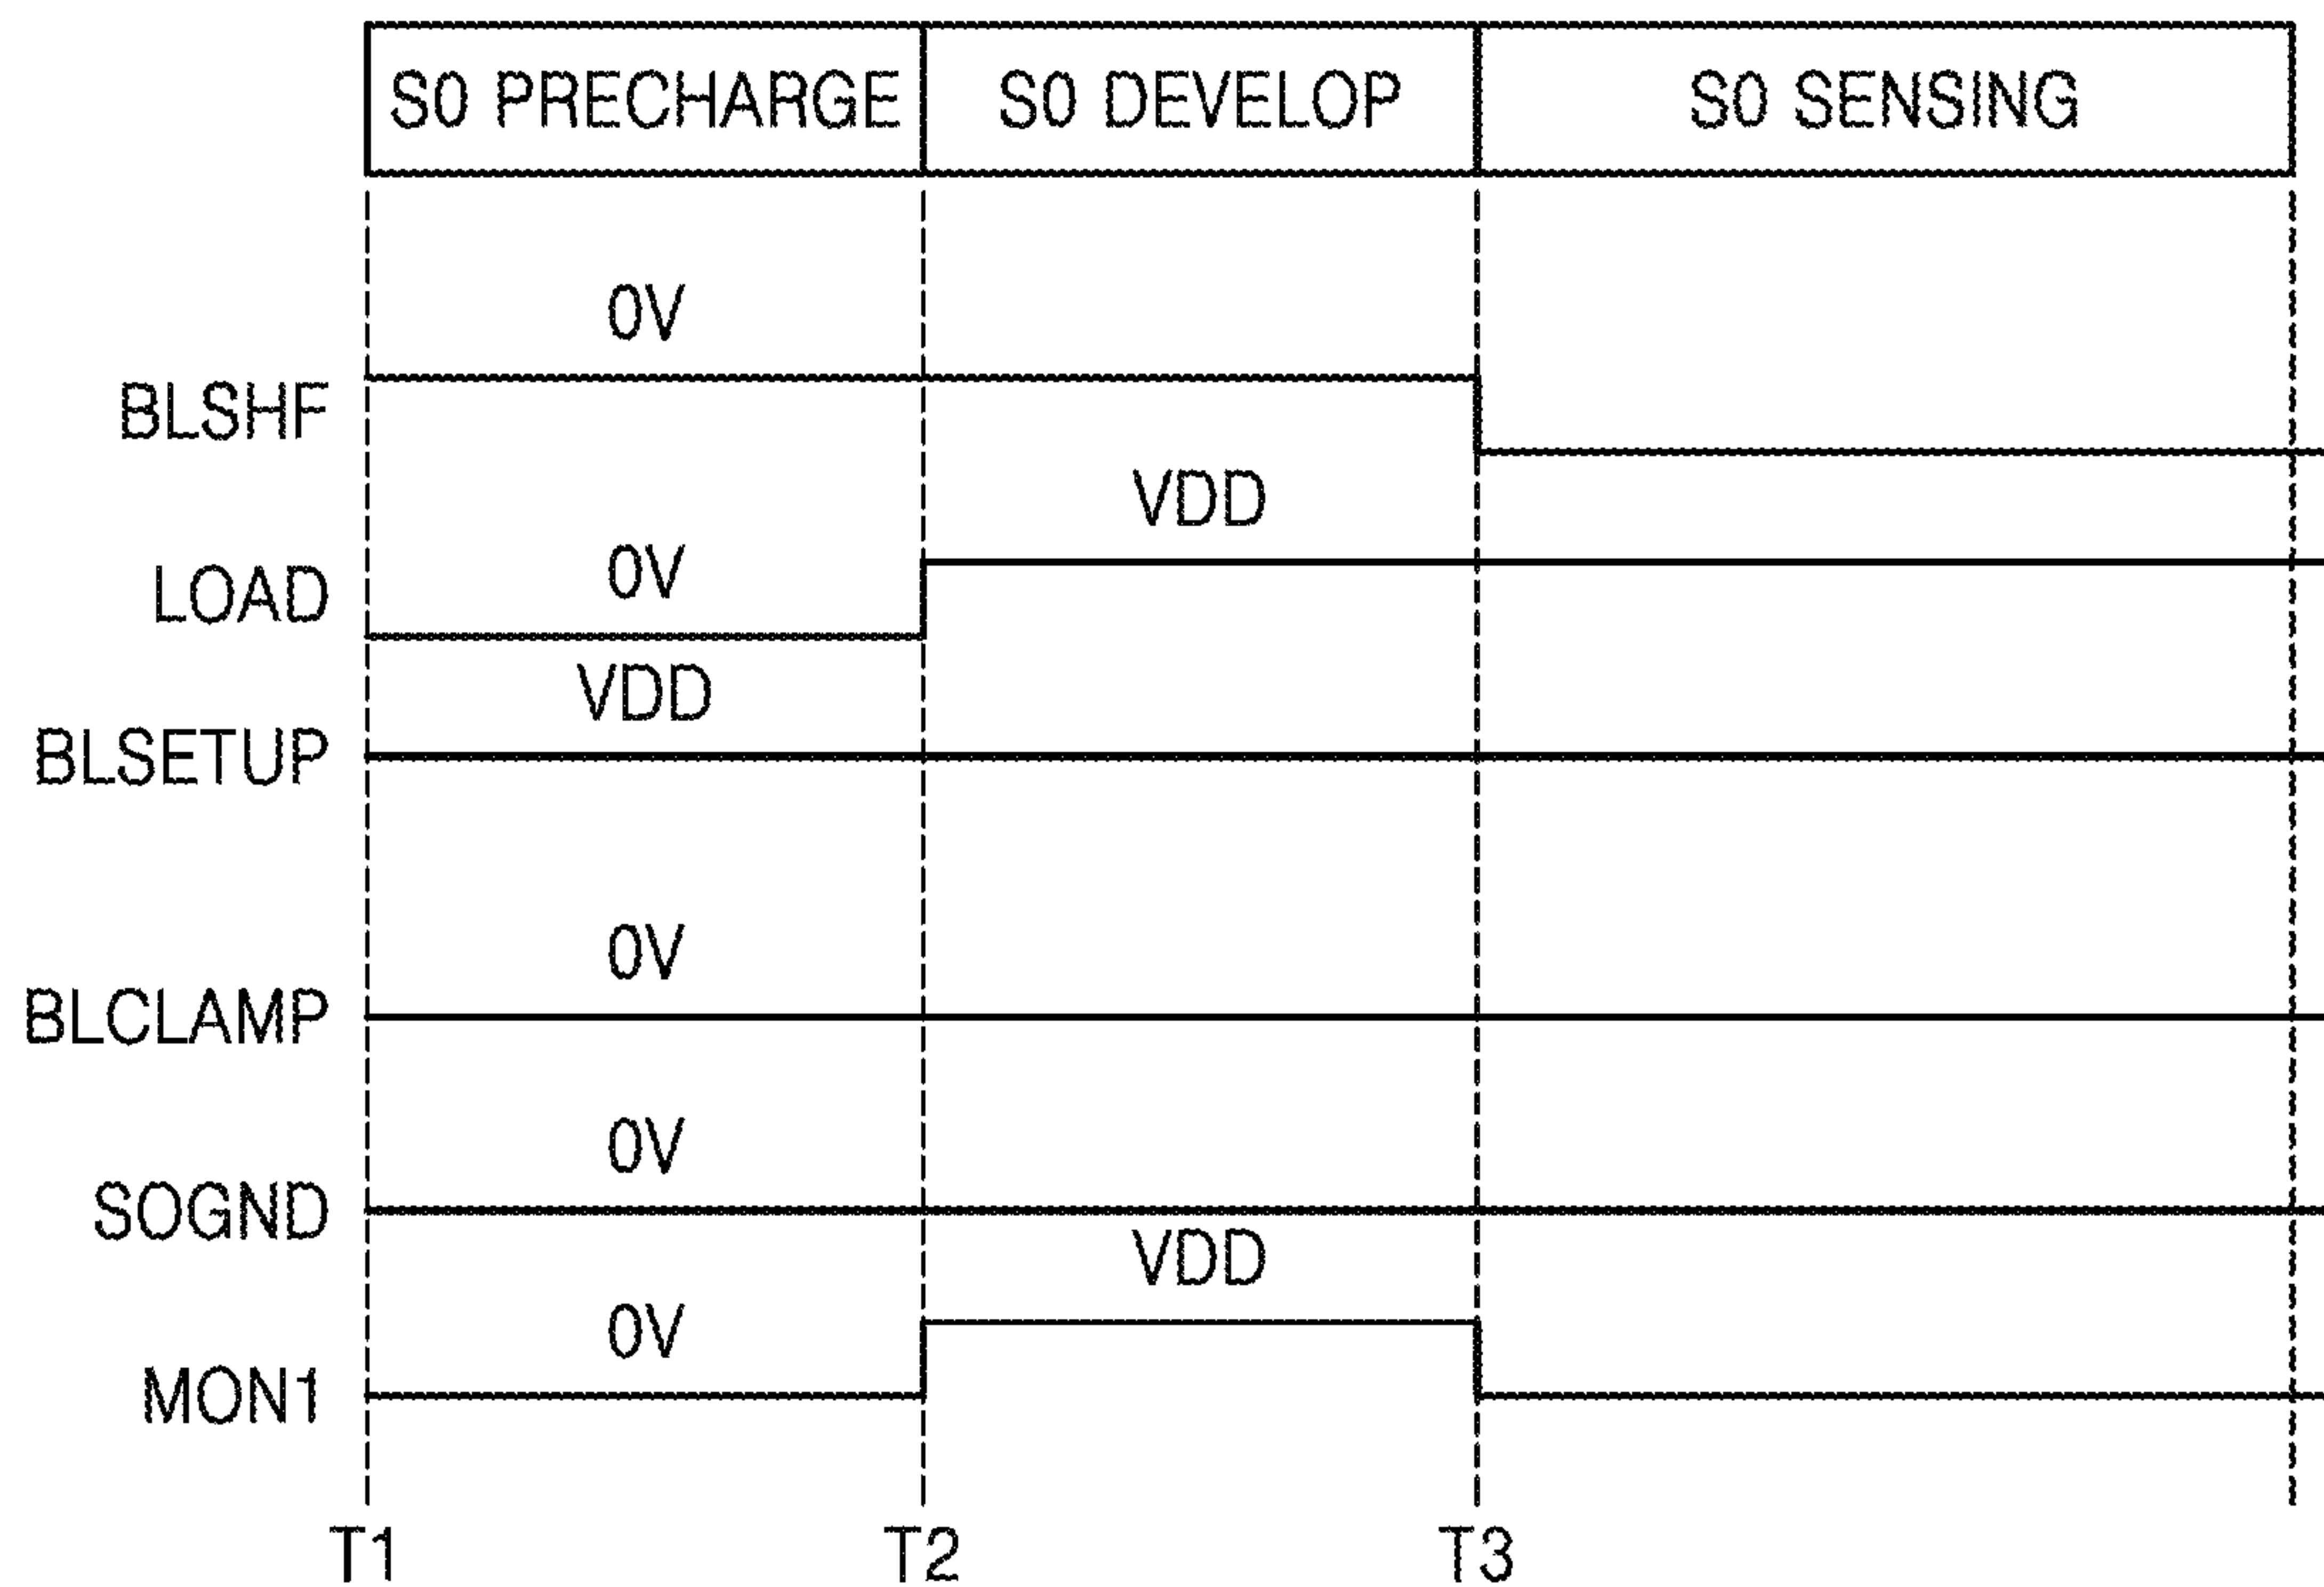 S0 PRECHARGE S0 DEVELOP S0 SENSING
0V
BLSHF
VDD
0V
LOAD
VDD
BLSETUP
0V
BLCLAMP
0V
SOGND
VDD
0V
MON1
T1 T2 T3